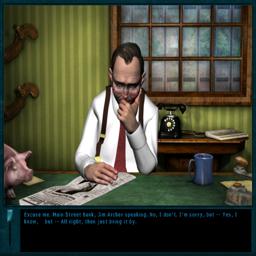 Excuse me. Main Street bank, Jim Archer speaking. No, I don't, I'm sorry, but -- Yes, I
know, but -- All right, then just bring it by.